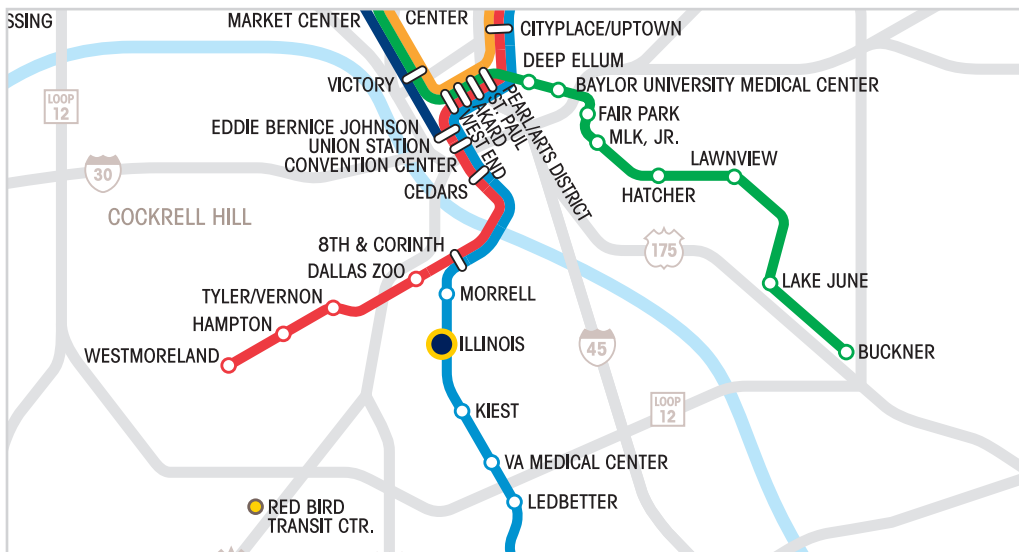 MARKET CENTER
CENTER
CITYPLACE/UPTOWN
DEEP ELLUM
VICTORY
BAYLOR UNIVERSITY MEDICAL CENTER
LOOP
12
FAIR PARK
EDDIE BERNICE JOHNSON
UNION STATION
MLK, JR.
WEST END
AKARD
ST. PAUL
PEARL/ARTS DISTRICT
CONVENTION CENTER
LAWNVIEW
30
CEDARS
HATCHER
COCKRELL HILL
8TH & CORINTH
175
DALLAS ZOO
LAKE JUNE
TYLER/VERNON
MORRELL
HAMPTON
ILLINOIS
45
WESTMORELAND
BUCKNER
KIEST
LOOP
12
VA MEDICAL CENTER
LEDBETTER
RED BIRD
TRANSIT CTR.